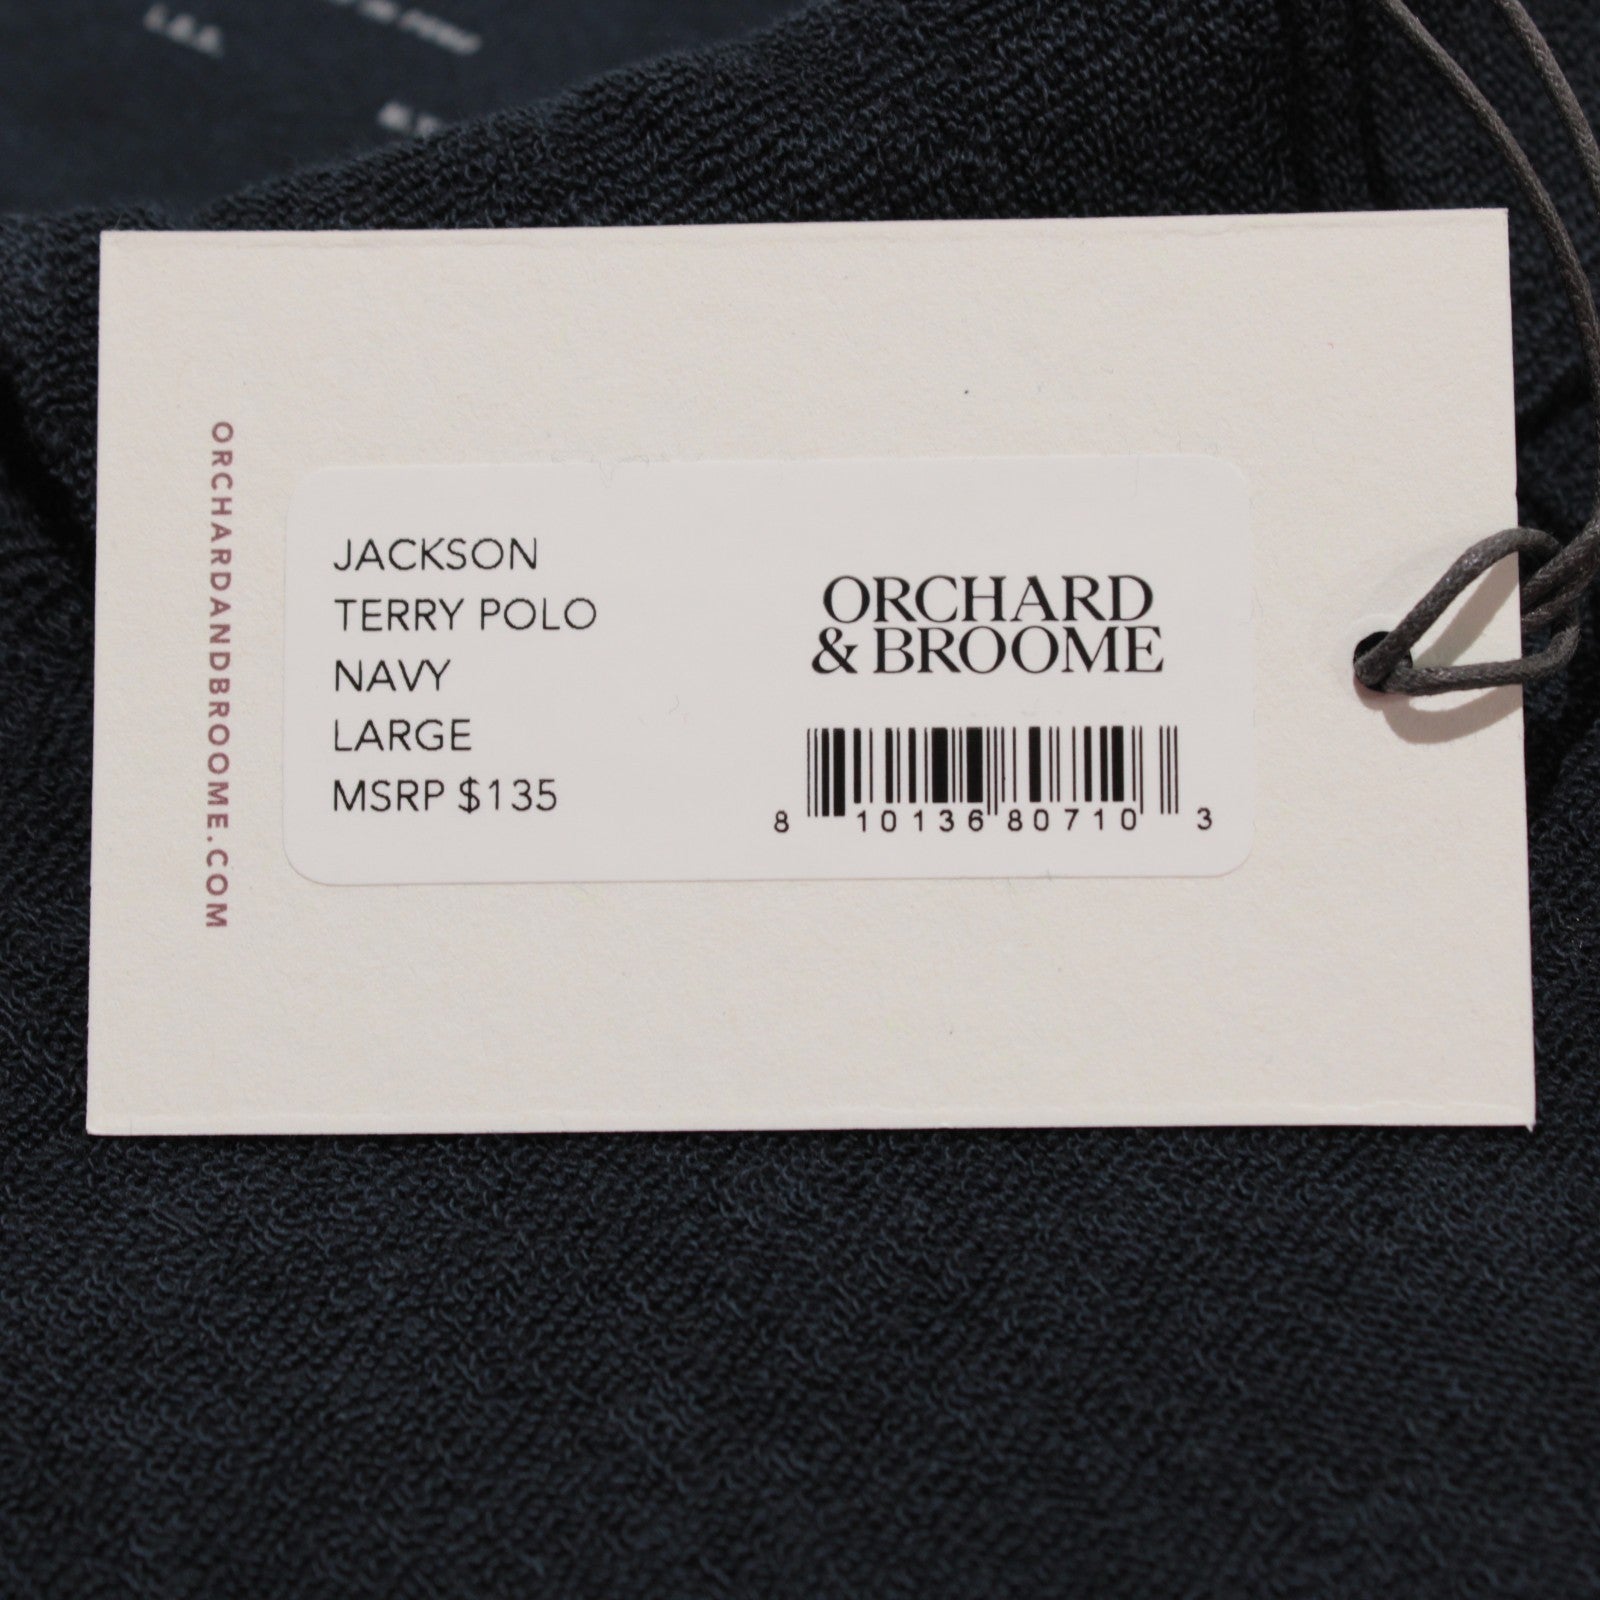 ORCHARDANDBROOME.COM
JACKSON
TERRY POLO
NAVY
LARGE
MSRP $135
ORCHARD
& BROOME
8 10136 80710 3